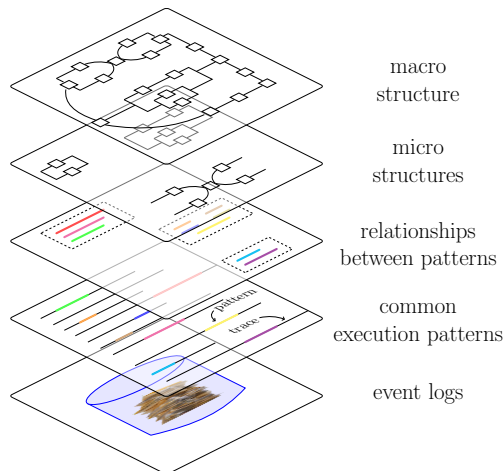 macro
structure
micro
structures
relationships
between patterns
pattern
trace
common
execution patterns
event logs